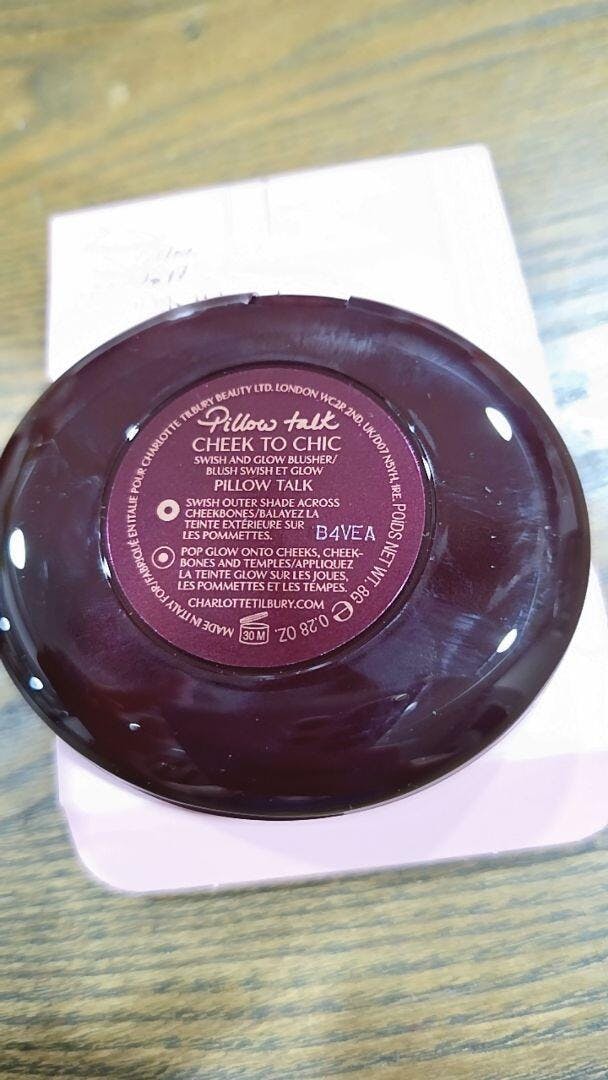 Pillow talk
CHEEK TO CHIC
SWISH AND GLOW BLUSHER/
BLUSH SWISH ET GLOW
PILLOW TALK
SWISH OUTER SHADE ACROSS
CHEEKBONES/BALAYEZ LA
TEINTE EXTÉRIEURE SUR
LES POMMETTES.
B4VEA
POP GLOW ONTO CHEEKS, CHEEK-
BONES AND TEMPLES/APPLIQUEZ
LA TEINTE GLOW SUR LES JOUES,
LES POMMETTES ET LES TEMPES.
CHARLOTTETILBURY.COM
MADE IN ITALY FOR/FABRIQUÉ EN ITALIE POUR CHARLOTTE TILBURY BEAUTY LTD. LONDON WC2R 2ND, UK/D07 N5YH, IRE. POIDS NET WT. 8G ℮ 0.28 OZ.
30 M